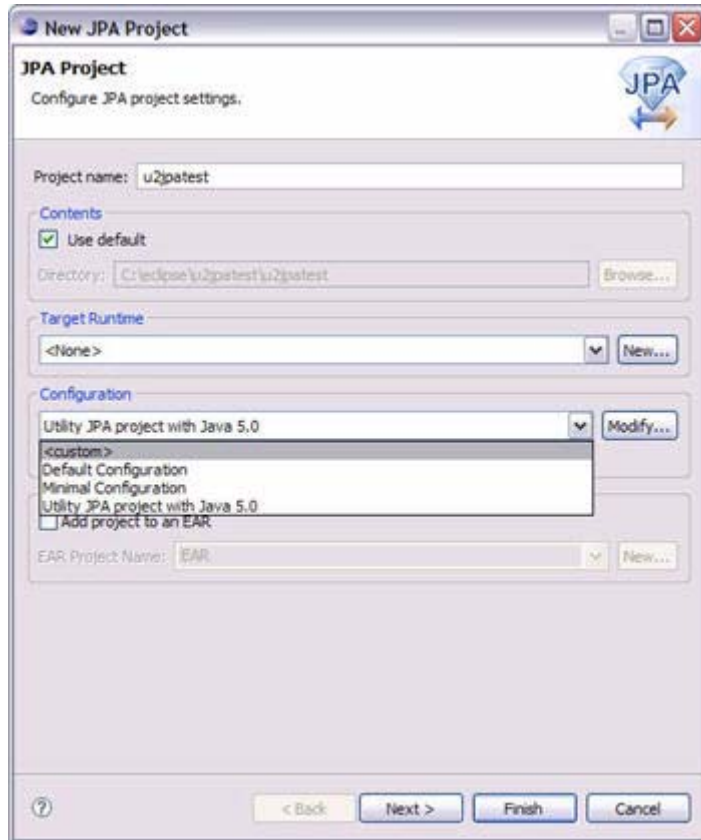 New JPA Project
JPA Project
Configure JPA project settings.
JPA
Project name: u2jpatest
Contents
Use default
Directory: C:\eclipse\u2jpatest\u2jpatest Browse...
Target Runtime
<None> New...
Configuration
Utility JPA project with Java 5.0 Modify...
<custom>
Default Configuration
Minimal Configuration
Utility JPA project with Java 5.0
Add project to an EAR
EAR Project Name: EAR New...
? < Back Next > Finish Cancel